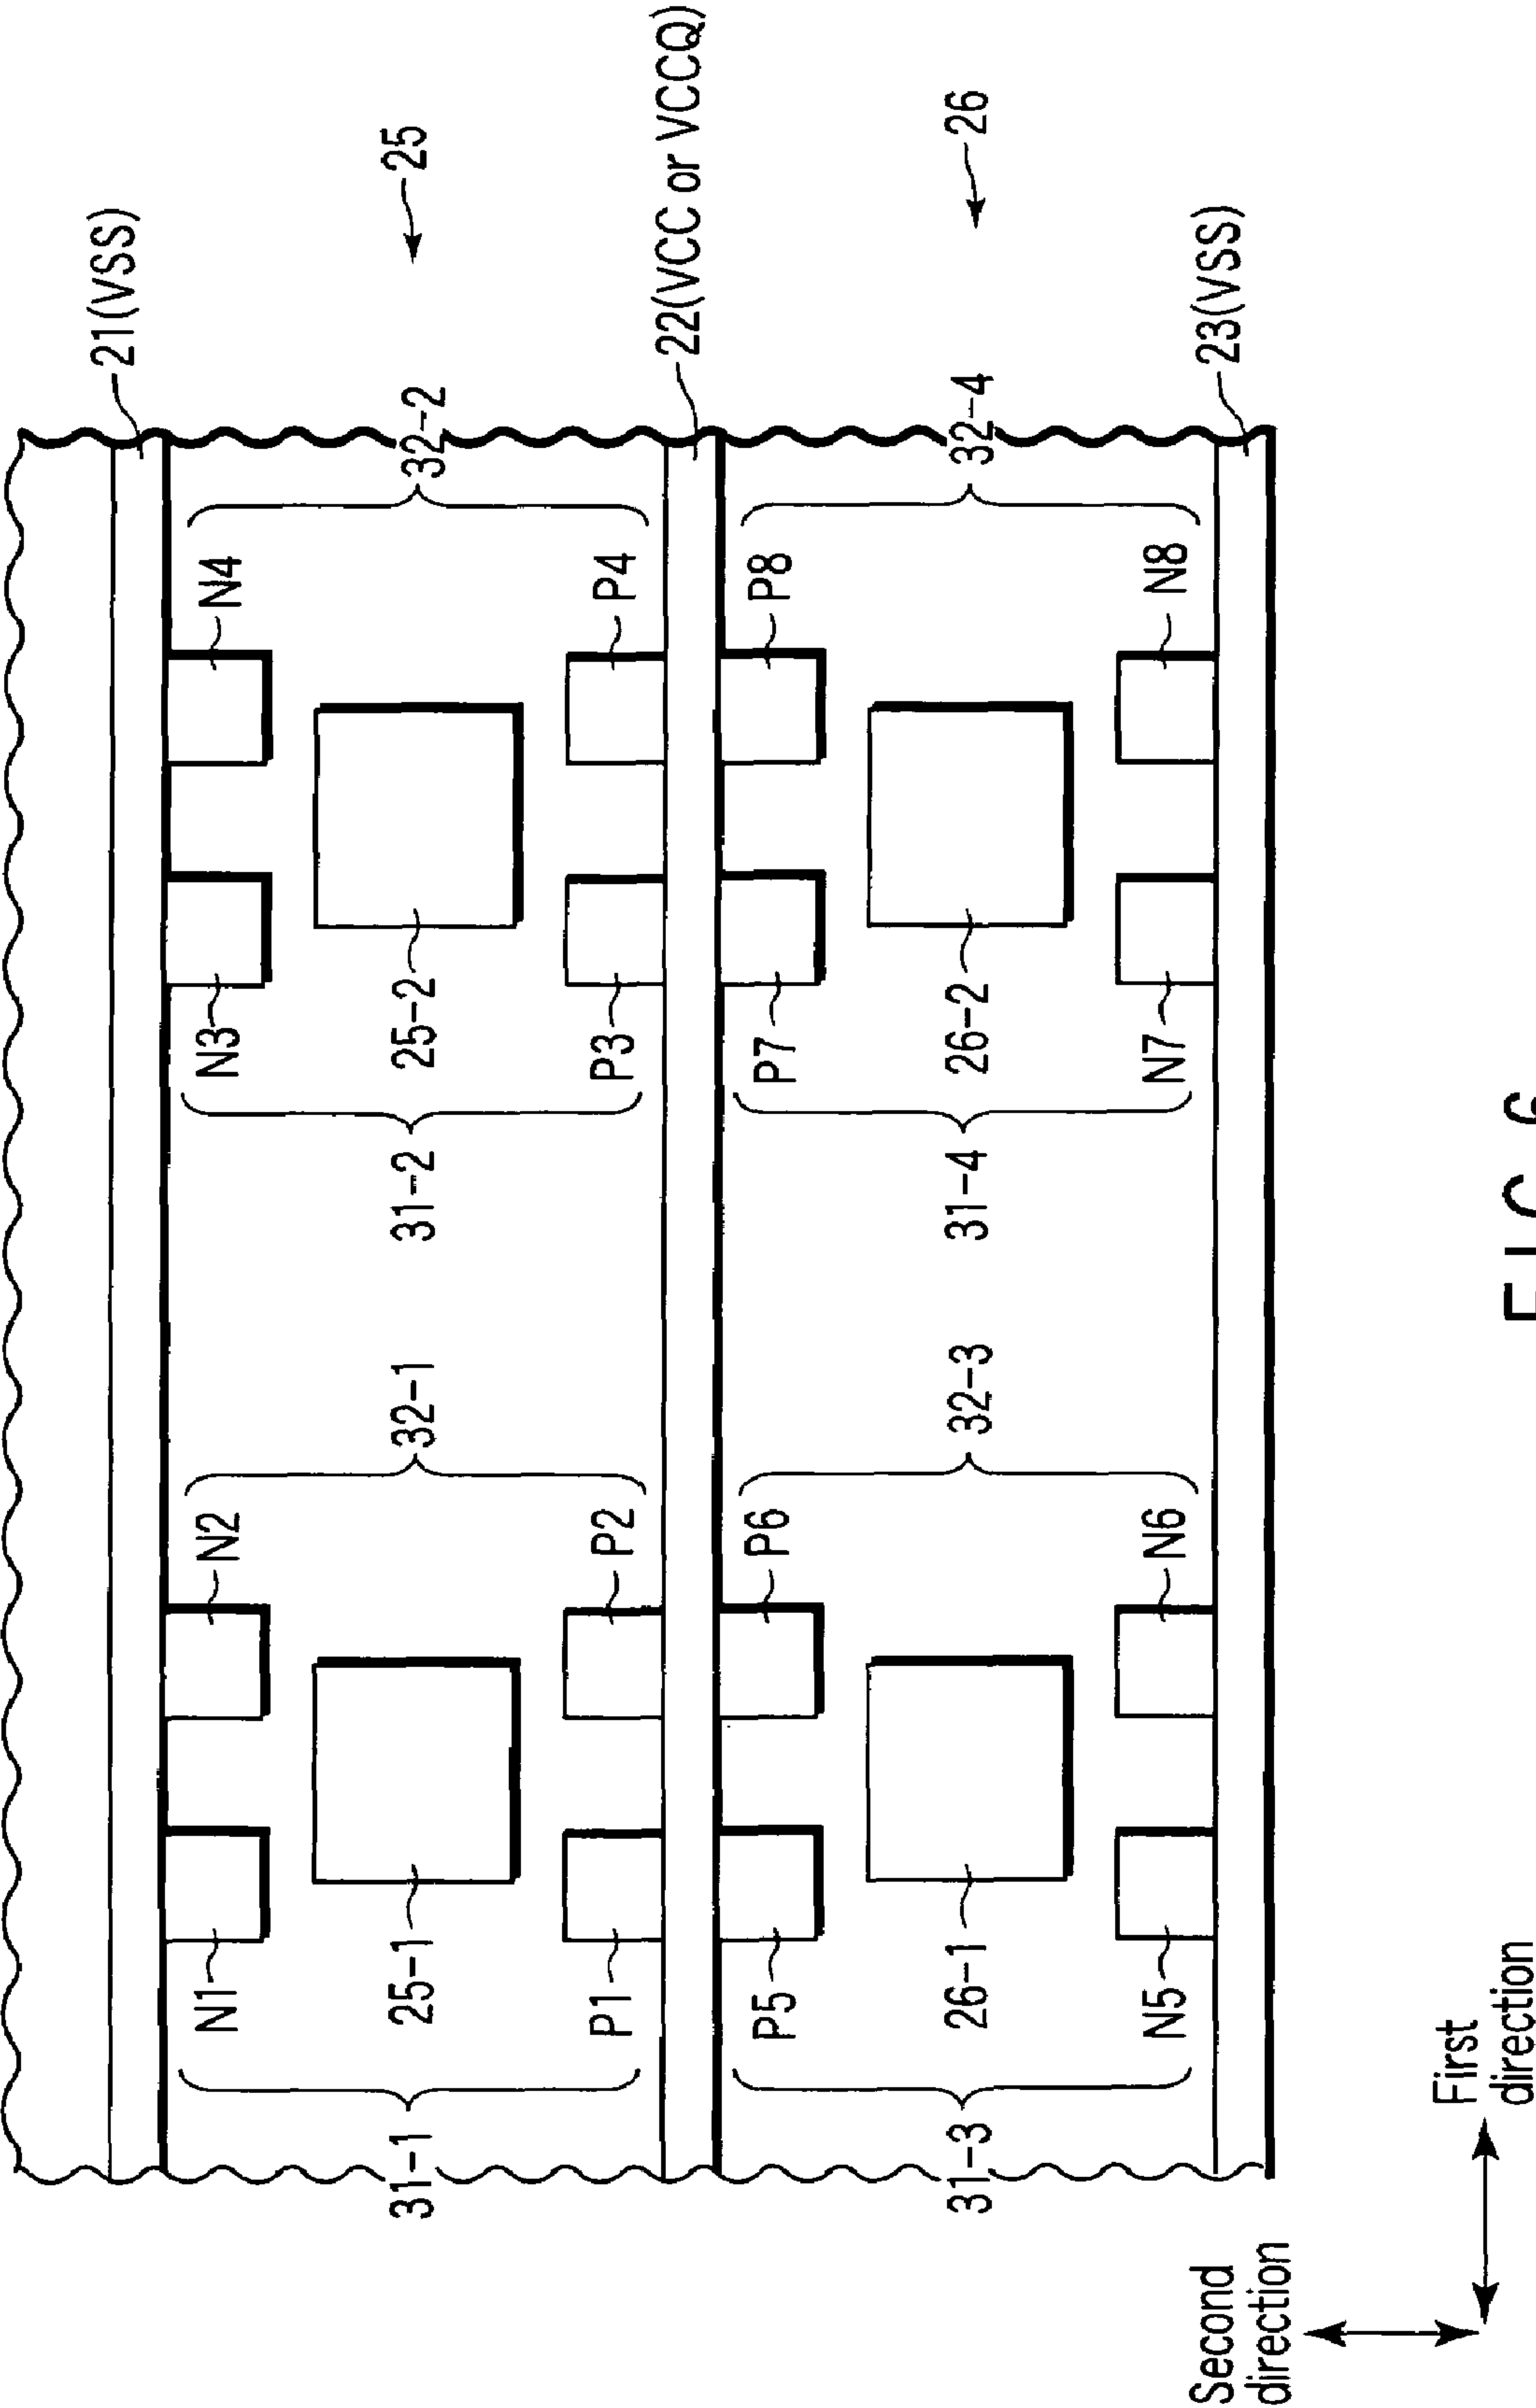 21(VSS)
N1
N2
N3
N4
31-1
25-1
32-1
31-2
25-2
32-2
25
P1
P2
P3
P4
22(VCC or VCCQ)
P5
P6
P7
P8
31-3
26-1
32-3
31-4
26-2
32-4
26
N5
N6
N7
N8
23(VSS)
Second
direction
First
direction
FIG. 6